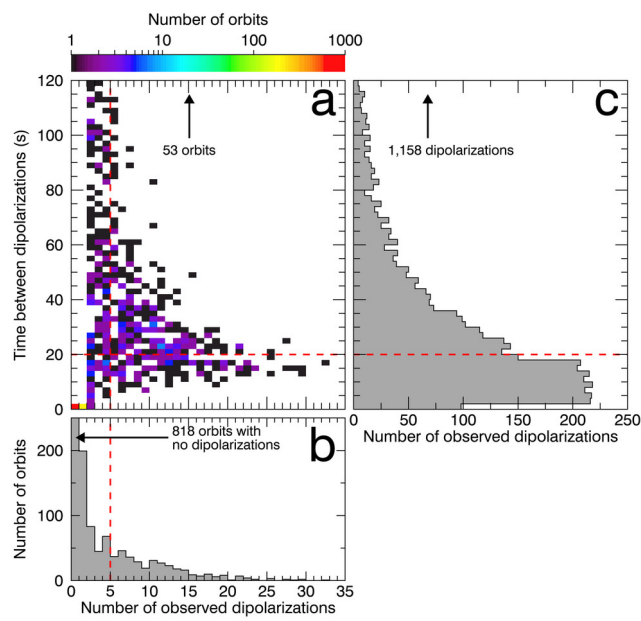 Number of orbits
1 10 100 1000
120
100
80
60
40
20
0
Time between dipolarizations (s)
a
53 orbits
c
1,158 dipolarizations
0 50 100 150 200 250
Number of observed dipolarizations
200
100
0
Number of orbits
818 orbits with
no dipolarizations
b
0 5 10 15 20 25 30 35
Number of observed dipolarizations